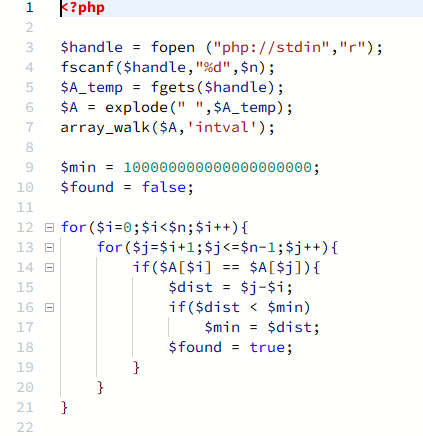 1 <?php
2
3 $handle = fopen ("php://stdin","r");
4 fscanf($handle,"%d",$n);
5 $A_temp = fgets($handle);
6 $A = explode(" ",$A_temp);
7 array_walk($A,'intval');
8
9 $min = 100000000000000000000;
10 $found = false;
11
12 for($i=0;$i<$n;$i++){
13 for($j=$i+1;$j<=$n-1;$j++){
14 if($A[$i] == $A[$j]){
15 $dist = $j-$i;
16 if($dist < $min)
17 $min = $dist;
18 $found = true;
19 }
20 }
21 }
22